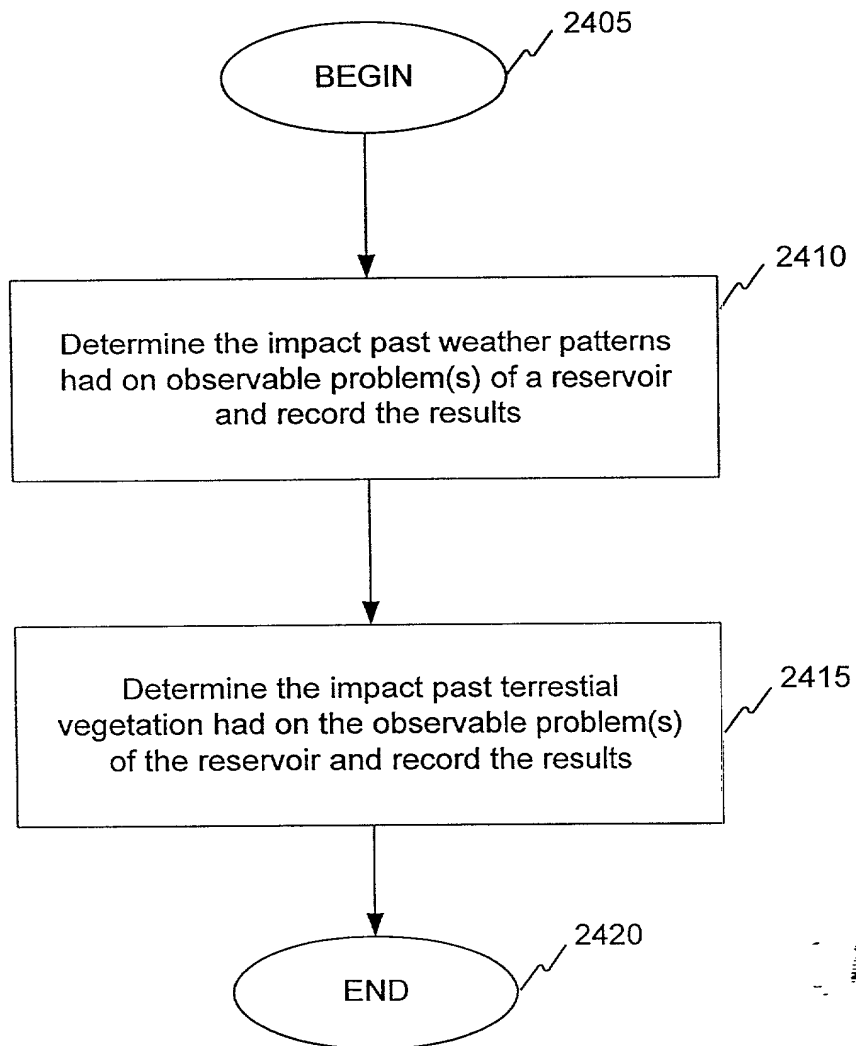 2405
BEGIN
2410
Determine the impact past weather patterns
had on observable problem(s) of a reservoir
and record the results
2415
Determine the impact past terrestial
vegetation had on the observable problem(s)
of the reservoir and record the results
2420
END